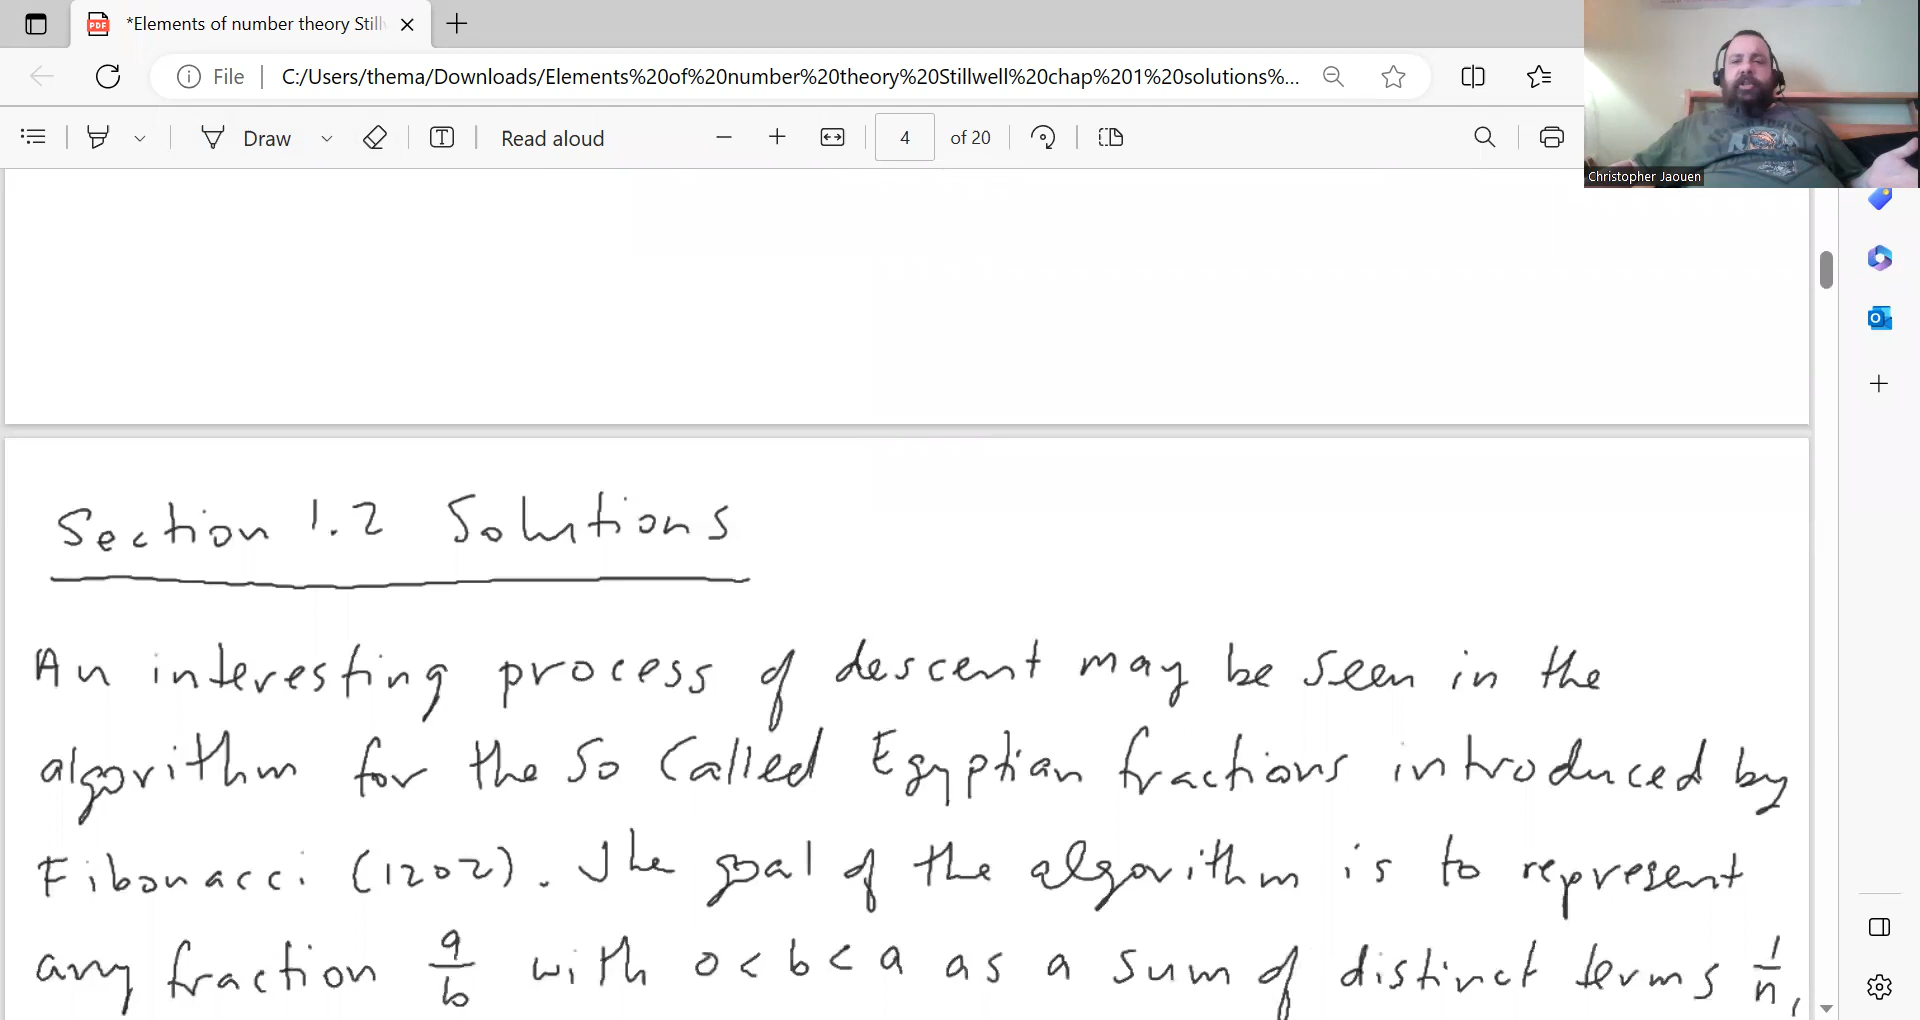 *Elements of number theory Still
File
C:/Users/thema/Downloads/Elements%20of%20number%20theory%20Stillwell%20chap%201%20solutions%...
Draw
Read aloud
4 of 20
Christopher Jaouen
Section 1.2 Solutions
An interesting process of descent may be seen in the
algorithm for the so called Egyptian fractions introduced by
Fibonacci (1202). The goal of the algorithm is to represent
any fraction a/b with 0 < b < a as a sum of distinct terms 1/n,